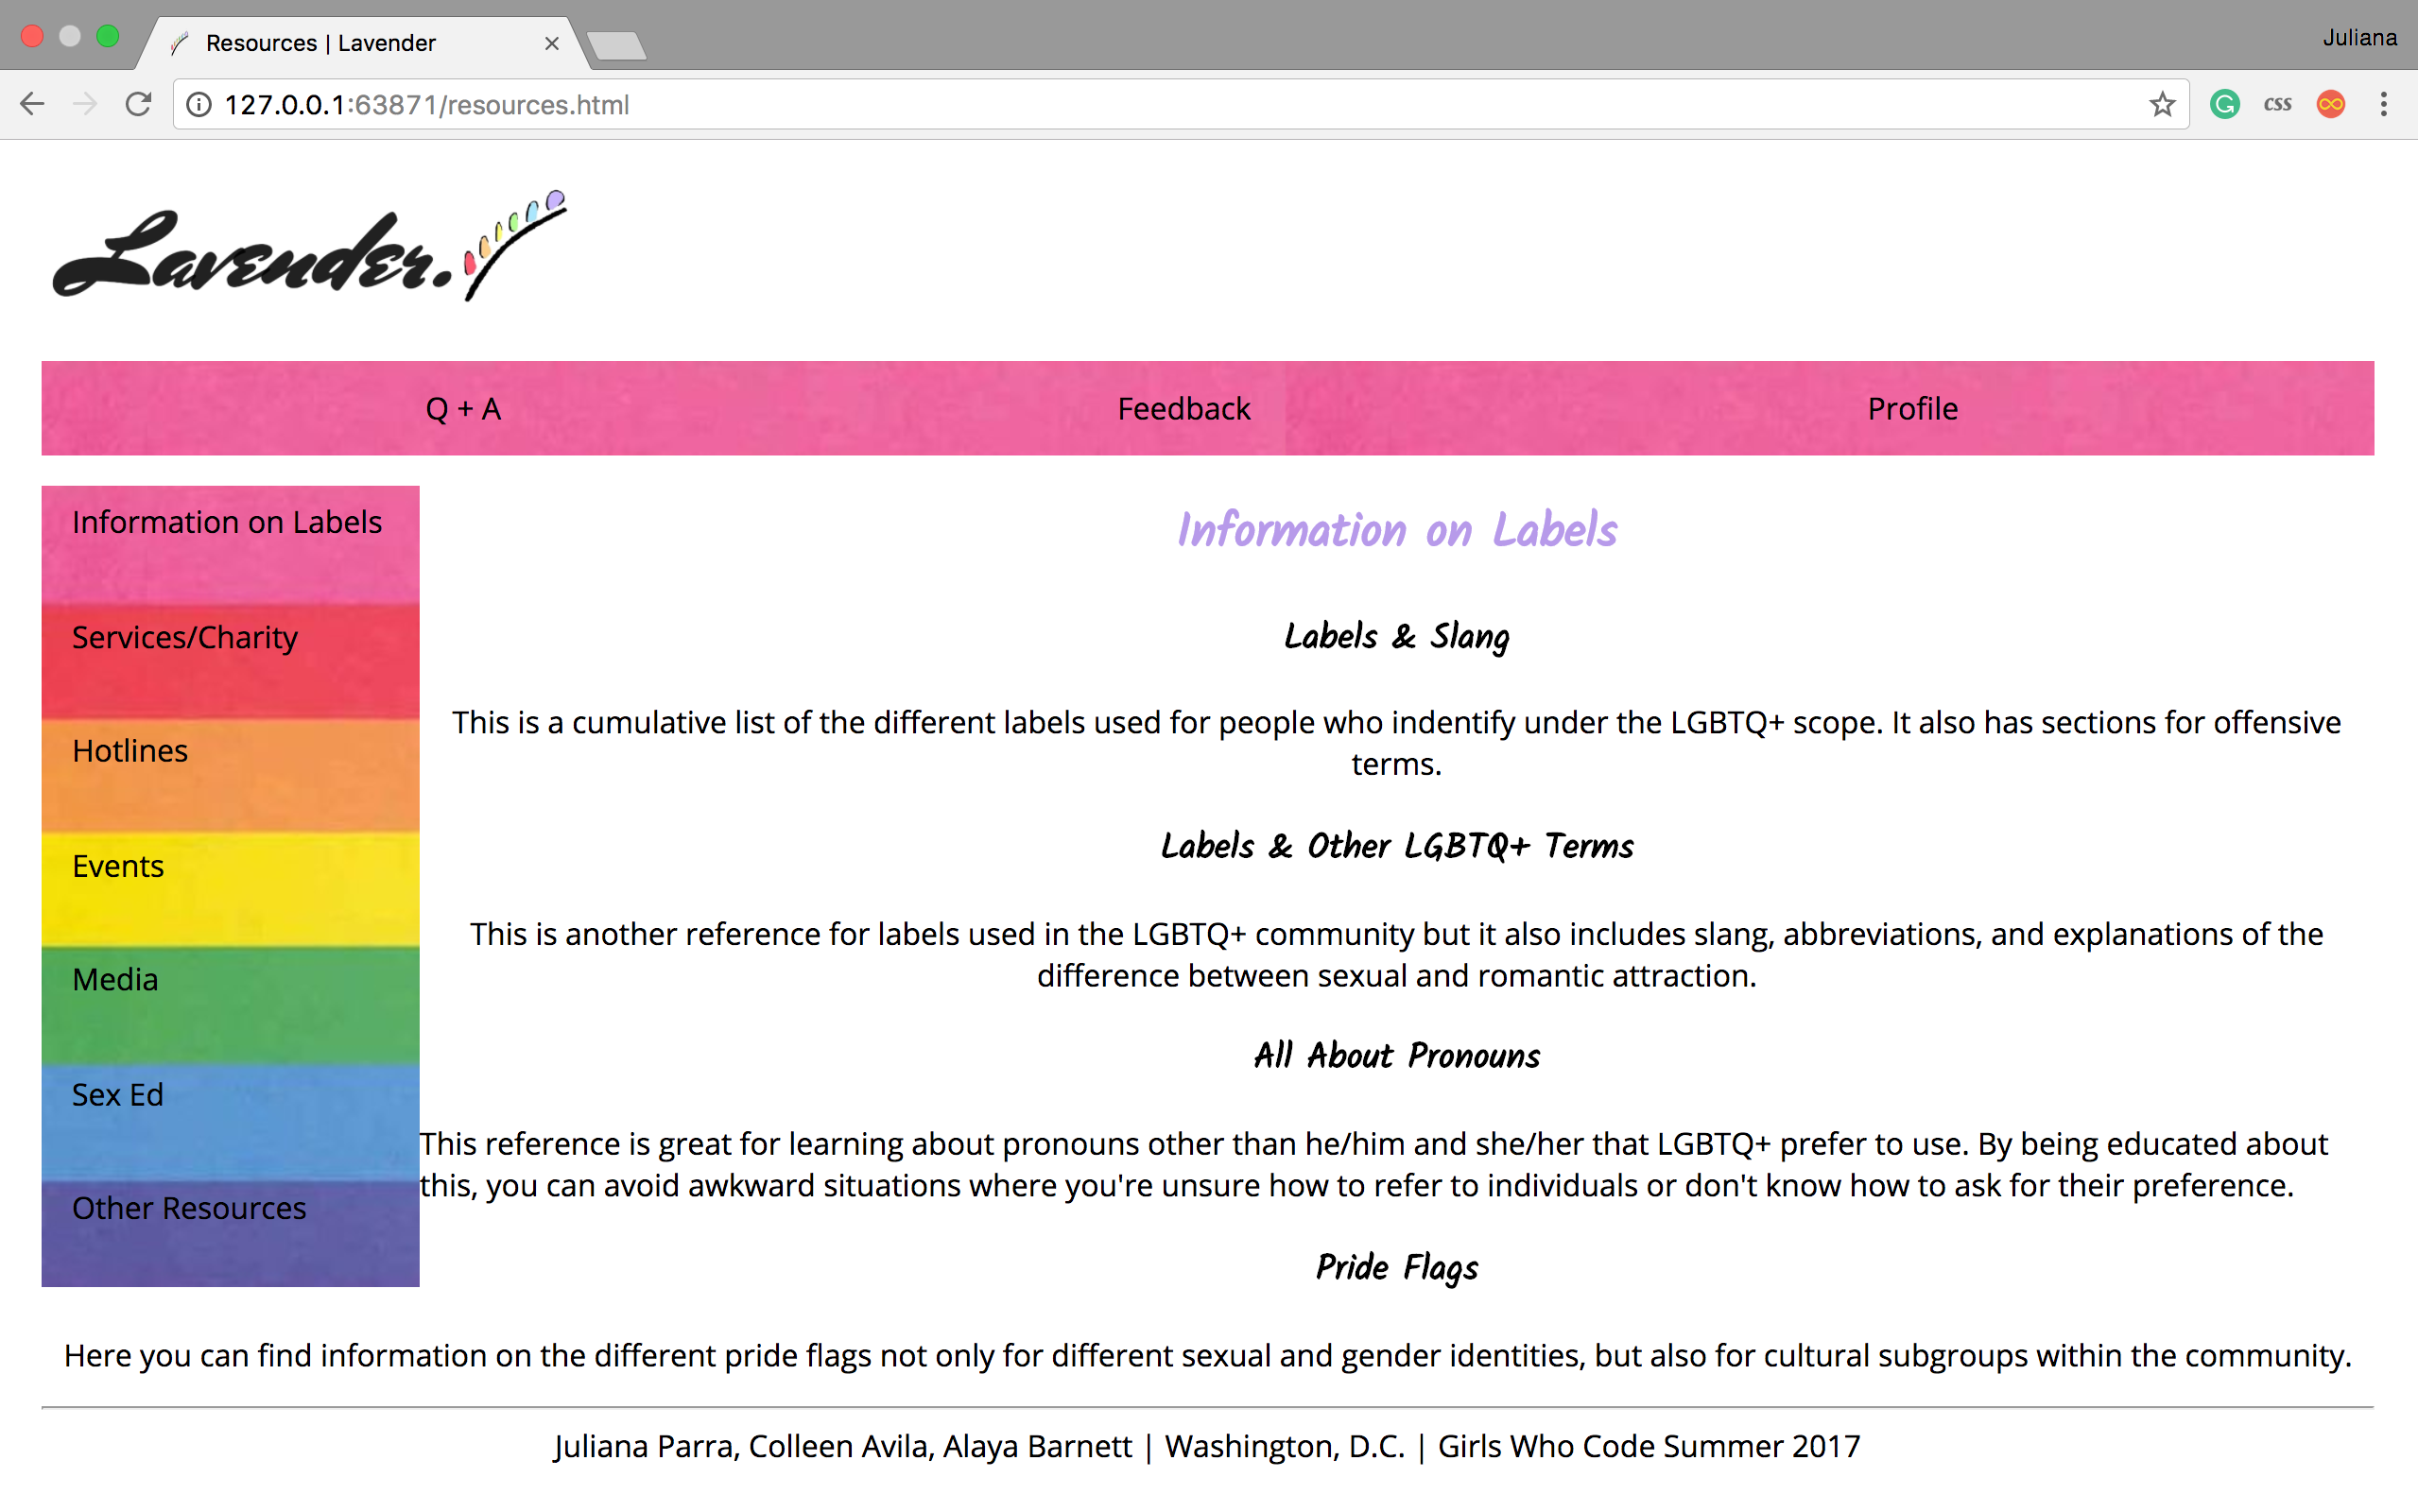 Resources | Lavender
Juliana
127.0.0.1:63871/resources.html
css
Lavender.
Q + A
Feedback
Profile
Information on Labels
Services/Charity
Hotlines
Events
Media
Sex Ed
Other Resources
Information on Labels
Labels & Slang
This is a cumulative list of the different labels used for people who indentify under the LGBTQ+ scope. It also has sections for offensive
terms.
Labels & Other LGBTQ+ Terms
This is another reference for labels used in the LGBTQ+ community but it also includes slang, abbreviations, and explanations of the
difference between sexual and romantic attraction.
All About Pronouns
This reference is great for learning about pronouns other than he/him and she/her that LGBTQ+ prefer to use. By being educated about
this, you can avoid awkward situations where you're unsure how to refer to individuals or don't know how to ask for their preference.
Pride Flags
Here you can find information on the different pride flags not only for different sexual and gender identities, but also for cultural subgroups within the community.
Juliana Parra, Colleen Avila, Alaya Barnett | Washington, D.C. | Girls Who Code Summer 2017